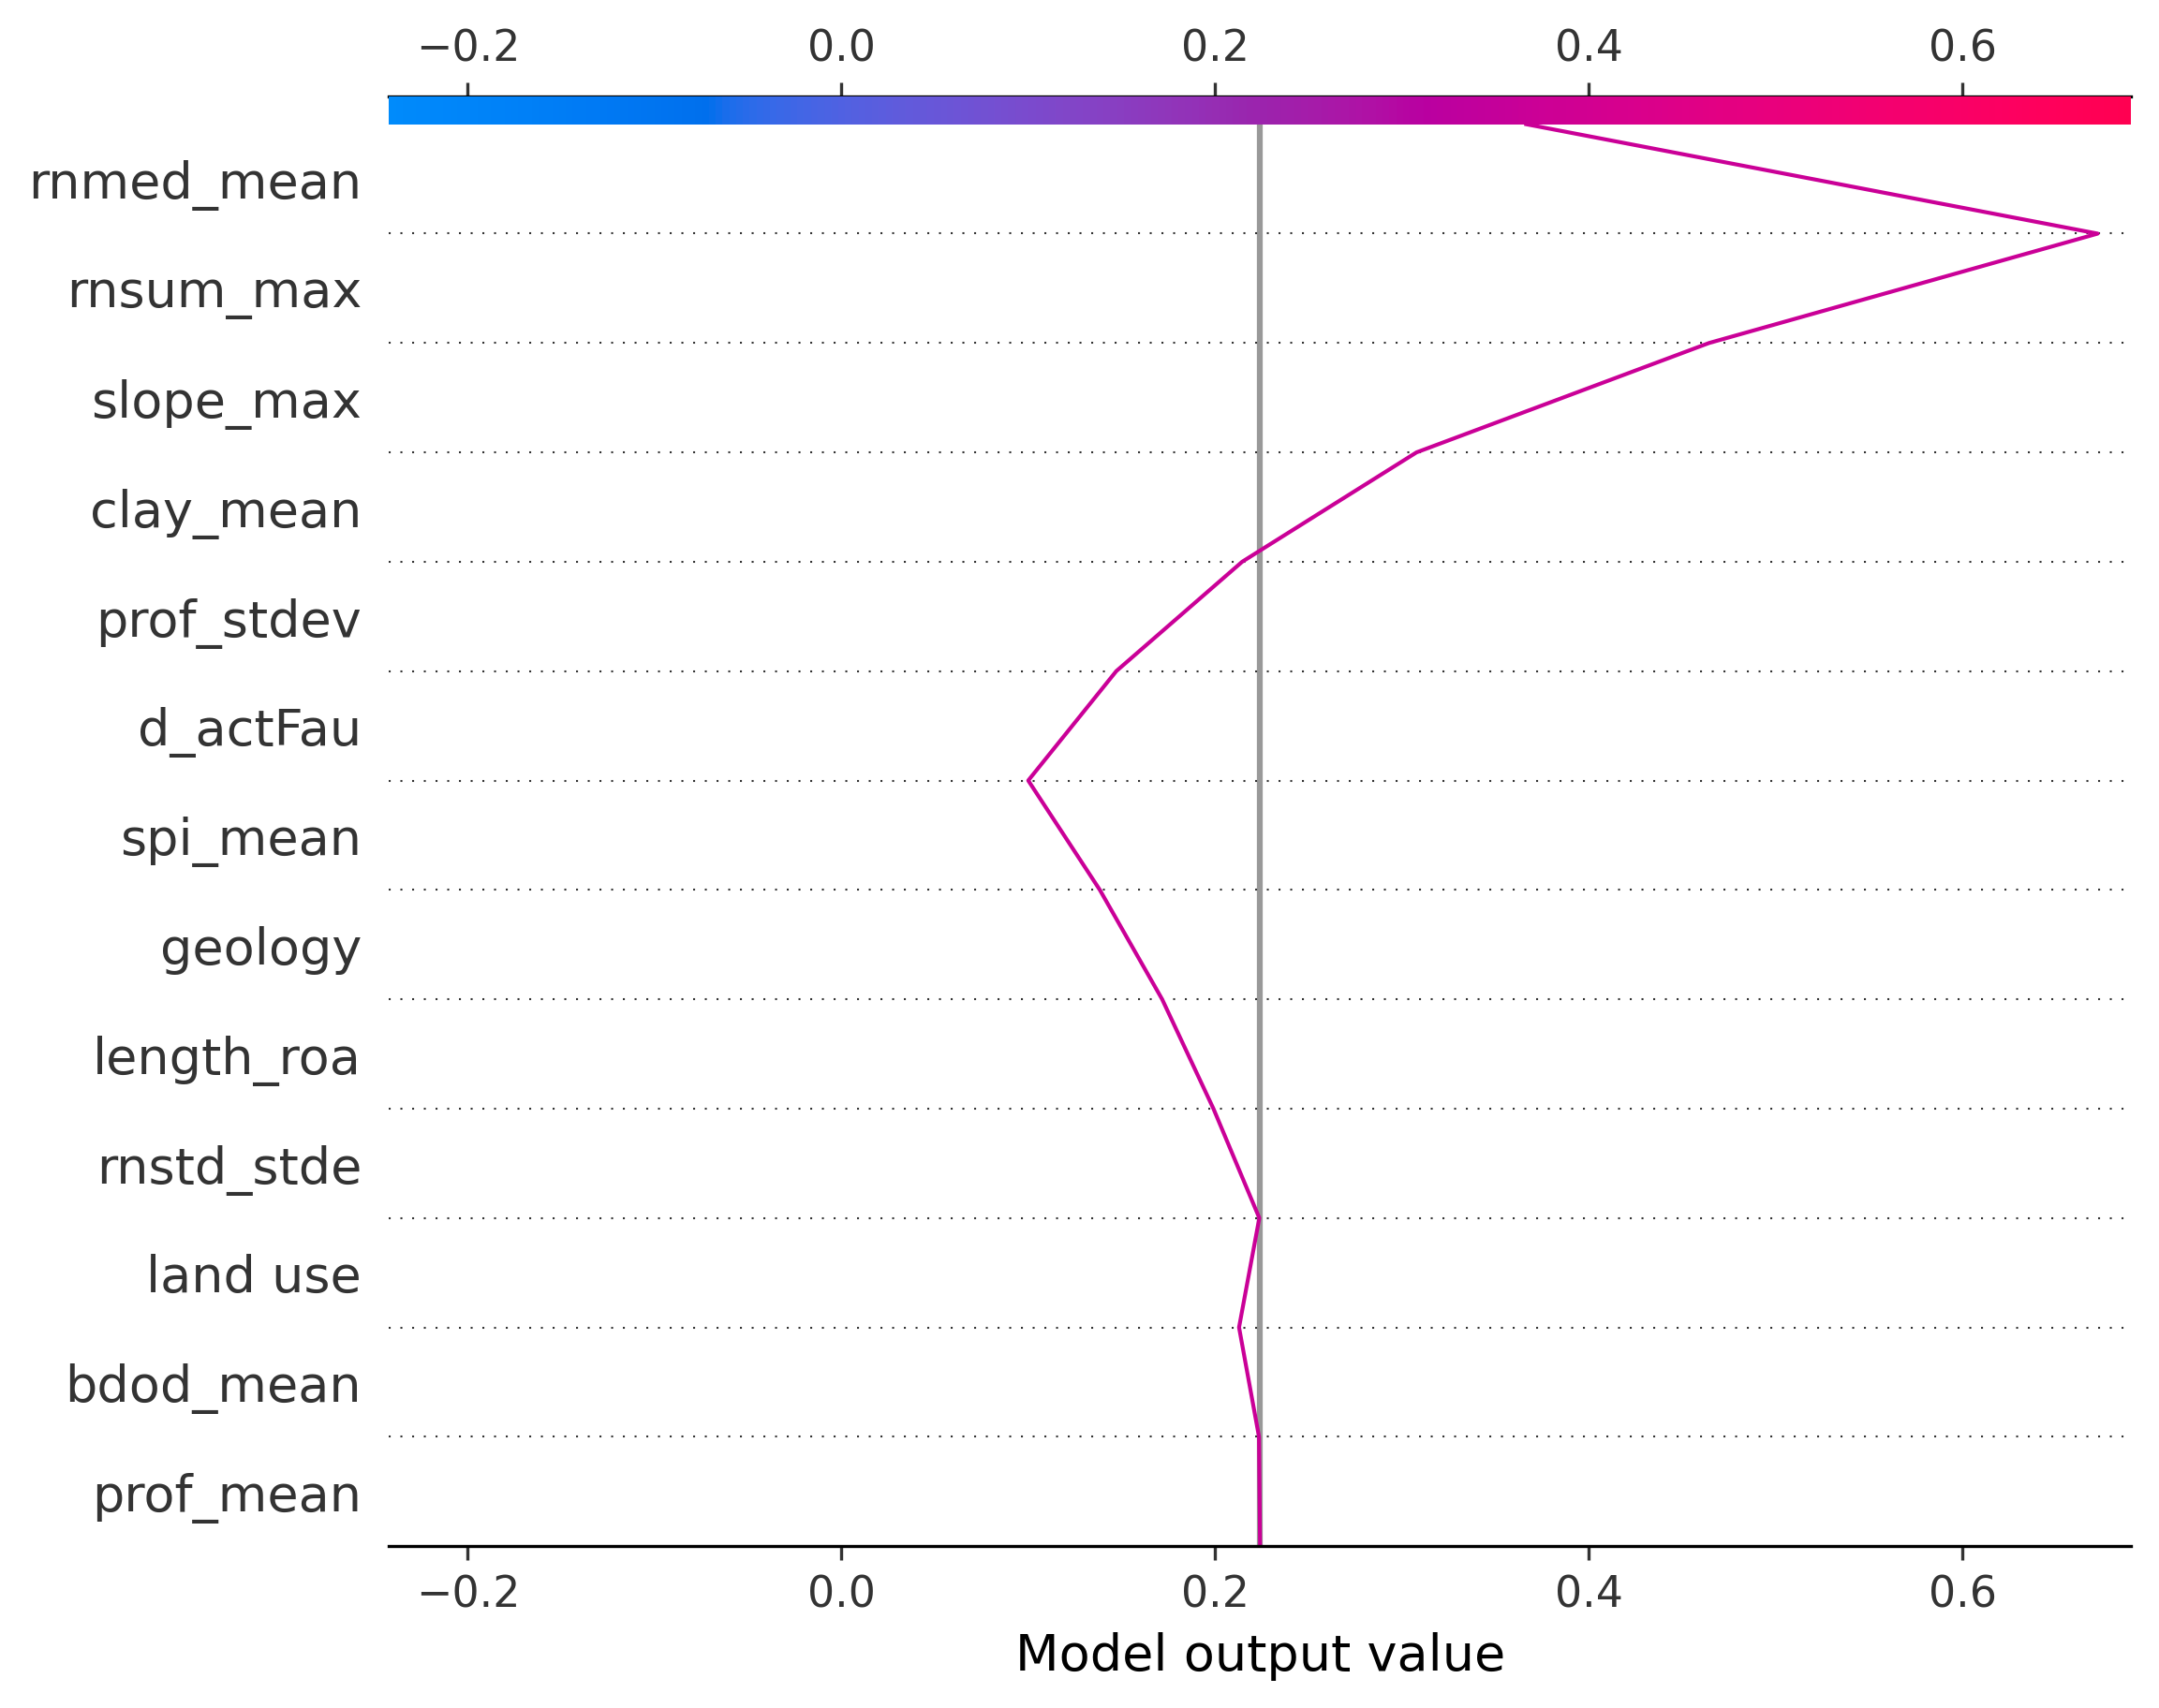 −0.2 0.0 0.2 0.4 0.6
rnmed_mean
rnsum_max
slope_max
clay_mean
prof_stdev
d_actFau
spi_mean
geology
length_roa
rnstd_stde
land use
bdod_mean
prof_mean
−0.2 0.0 0.2 0.4 0.6
Model output value